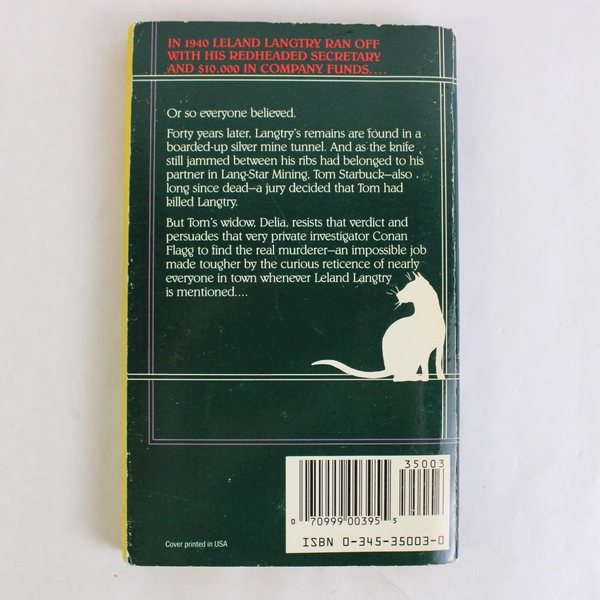 IN 1940 LELAND LANGTRY RAN OFF
WITH HIS REDHEADED SECRETARY
AND $10,000 IN COMPANY FUNDS....
Or so everyone believed.
Forty years later, Langtry's remains are found in a
boarded-up silver mine tunnel. And as the knife
still jammed between his ribs had belonged to his
partner in Lang-Star Mining, Tom Starbuck—also
long since dead—a jury decided that Tom had
killed Langtry.
But Tom's widow, Delia, resists that verdict and
persuades that very private investigator Conan
Flagg to find the real murderer—an impossible job
made tougher by the curious reticence of nearly
everyone in town whenever Leland Langtry
is mentioned....
35003
0 70999 00395 5
ISBN 0-345-35003-0
Cover printed in USA